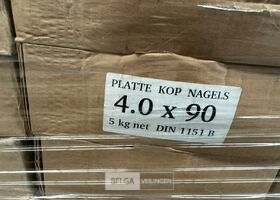 PLATTE KOP NAGELS
4.0 x 90
5 kg net DIN 1151 B
BELGA VEILINGEN